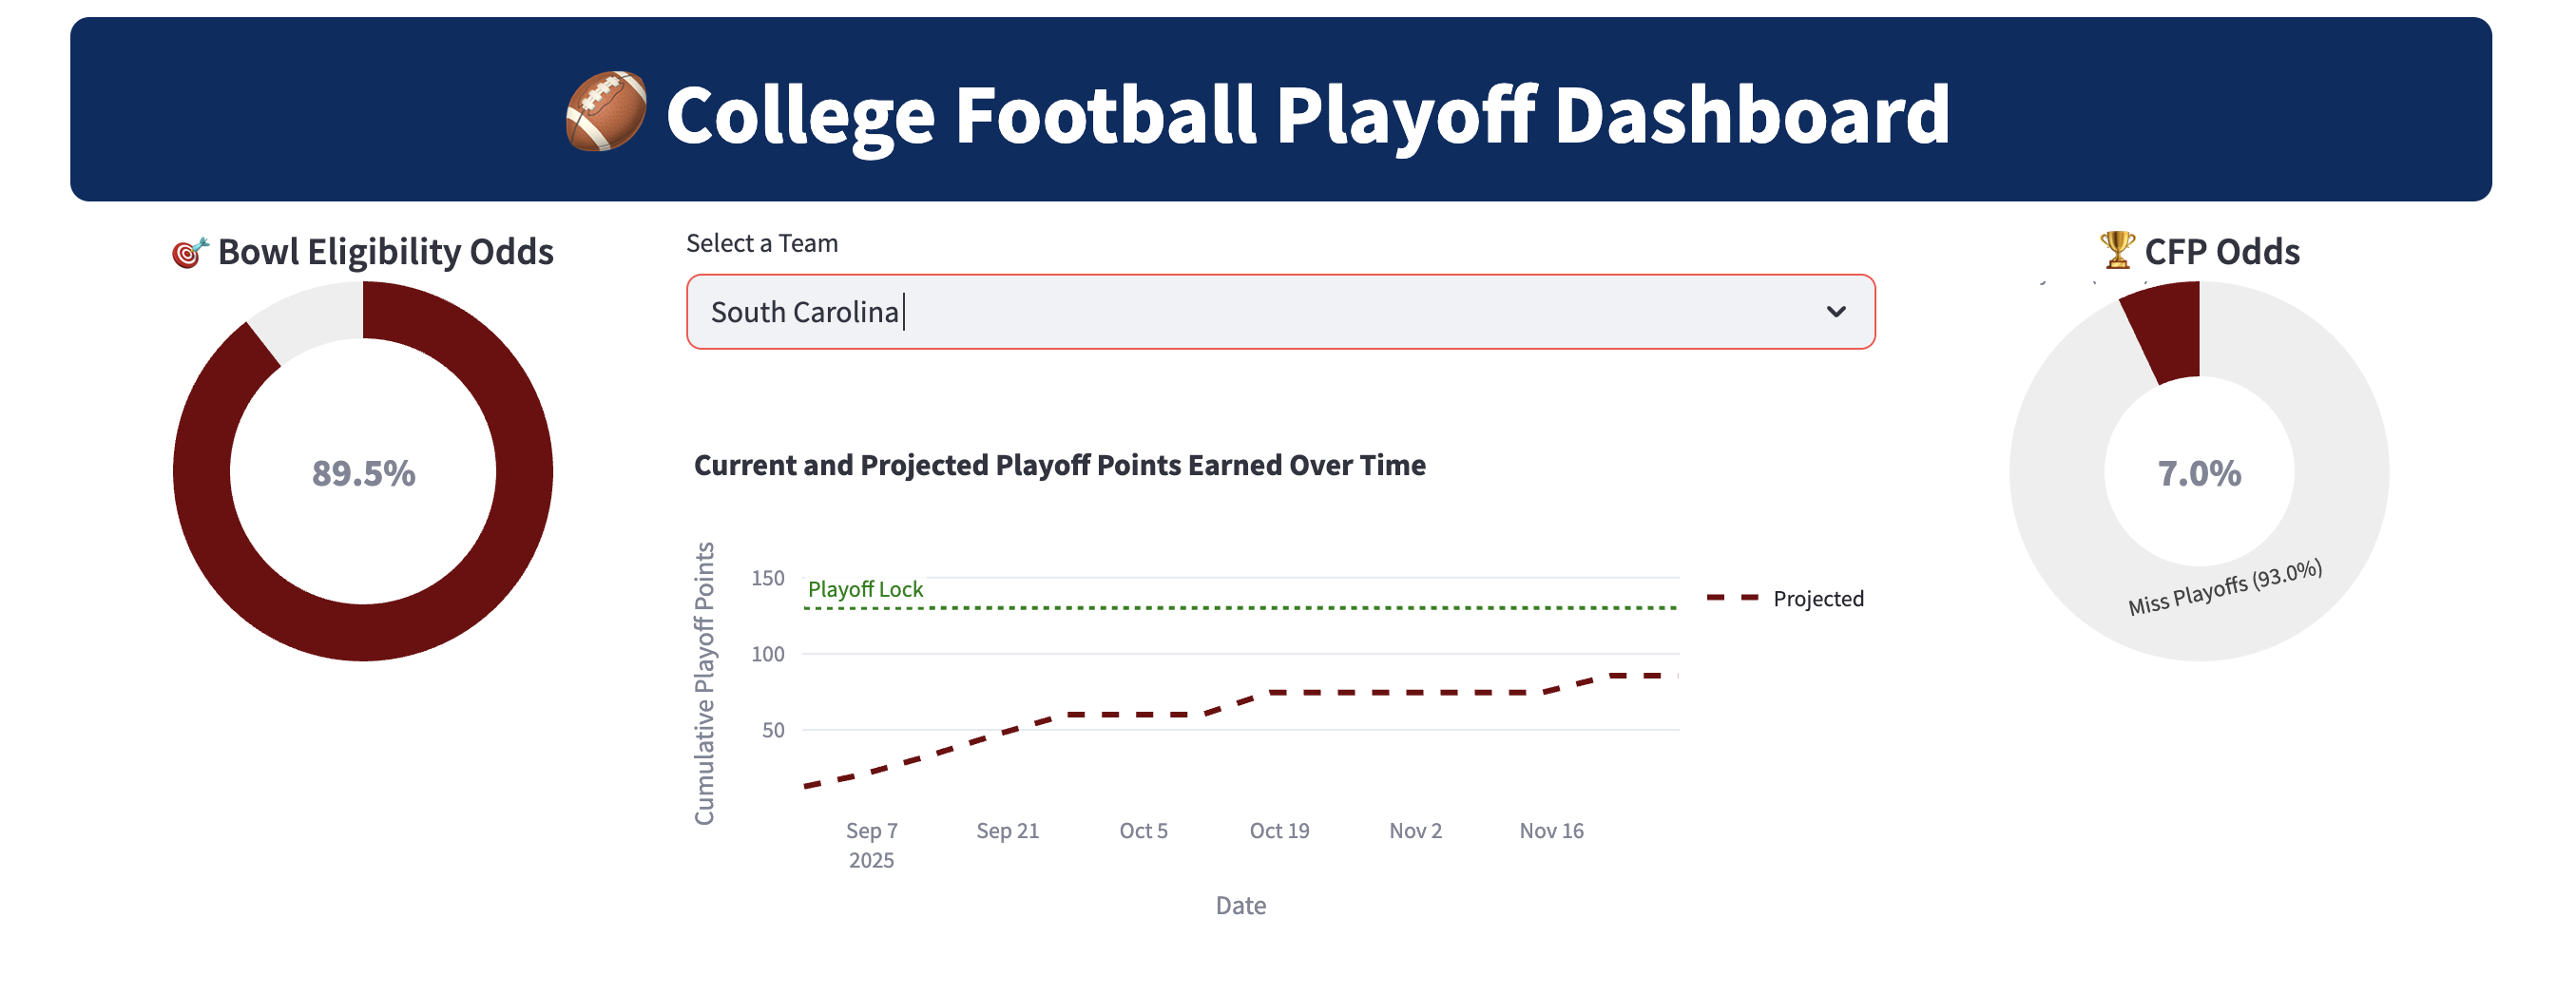 College Football Playoff Dashboard
Bowl Eligibility Odds
89.5%
Select a Team
South Carolina
Current and Projected Playoff Points Earned Over Time
Cumulative Playoff Points
150
100
50
Playoff Lock
Projected
Sep 7
2025
Sep 21
Oct 5
Oct 19
Nov 2
Nov 16
Date
CFP Odds
7.0%
Miss Playoffs (93.0%)